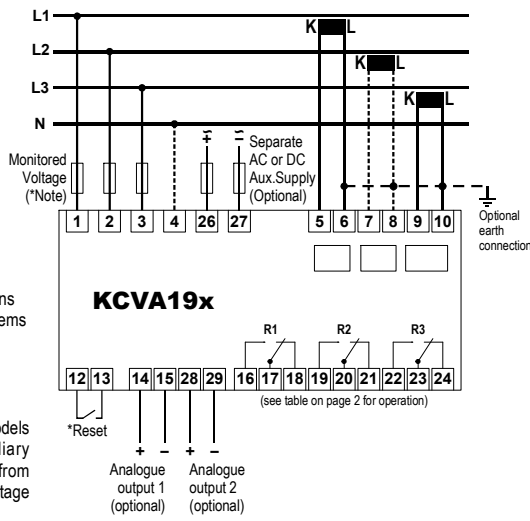 L1
K L
L2
K L
L3
K L
N
+ ~ – ~
Separate
AC or DC
Aux.Supply
(Optional)
Monitored
Voltage
(*Note)
Optional
earth
connection
1 2 3 4 26 27 5 6 7 8 9 10
KCVA19x
R1 R2 R3
12 13 14 15 28 29 16 17 18 19 20 21 22 23 24
(see table on page 2 for operation)
*Reset
+ – + –
Analogue
output 1
(optional)
Analogue
output 2
(optional)
ns
ems
dels
liary
from
tage